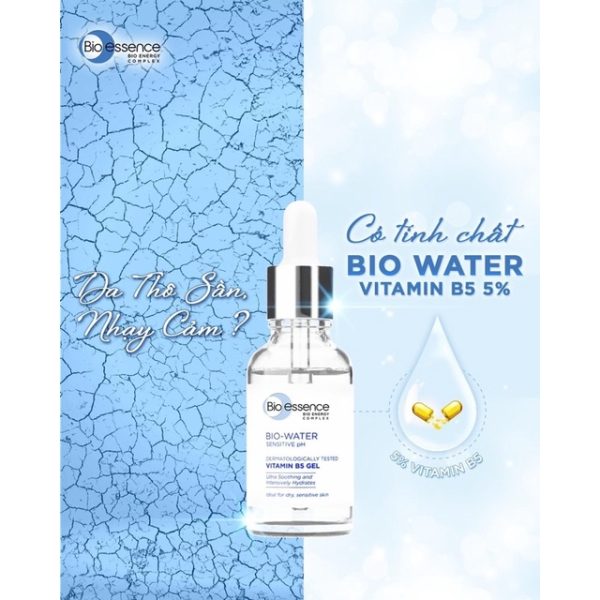 Bio essence
BIO ENERGY
COMPLEX
Da Thô Sần,
Nhạy Cảm?
Có tính chất
BIO WATER
VITAMIN B5 5%
5% VITAMIN B5
Bio essence
BIO ENERGY
COMPLEX
BIO-WATER
SENSITIVE pH
DERMATOLOGICALLY TESTED
VITAMIN B5 GEL
Ultra Soothing and
Intensively Hydrates
Ideal for dry, sensitive skin